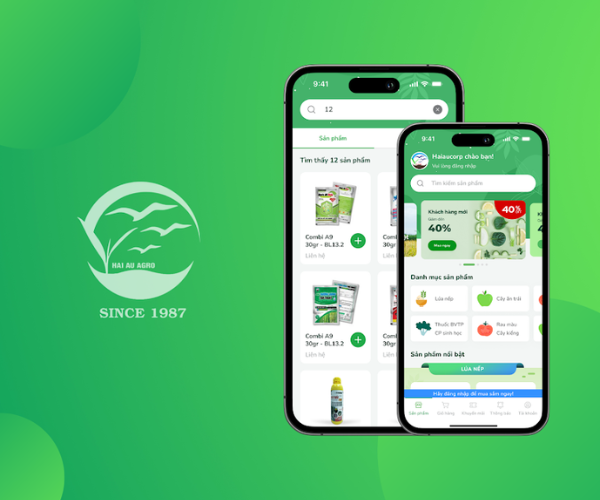 HAI AU AGRO
SINCE 1987
9:41
12
Sản phẩm
Tìm thấy 12 sản phẩm
Combi A9
30gr - BL13.2
Liên hệ
Combi A9
30gr - BL13.2
Liên hệ
9:41
Haiaucorp chào bạn!
Vui lòng đăng nhập
Tìm kiếm sản phẩm
Khách hàng mới
40%
Mua ngay
40%
Danh mục sản phẩm
Lúa nếp
Cây ăn trái
Thuốc BVTV
CP sinh học
Rau màu
Cây kiểng
Sản phẩm nổi bật
LÚA NẾP
Hãy đăng nhập để mua sắm ngay!
Sản phẩm
Giỏ hàng
Khuyến mãi
Thông báo
Tài khoản